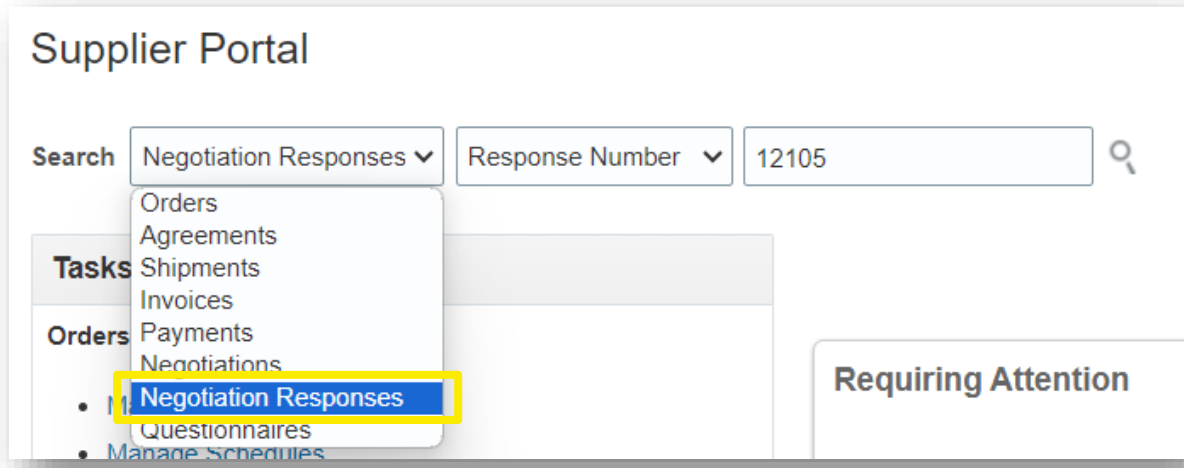 Supplier Portal
Search Negotiation Responses Response Number 12105
Orders
Agreements
Tasks Shipments
Invoices
Orders Payments
Negotiations
Requiring Attention
Negotiation Responses
Questionnaires
Manage Schedules